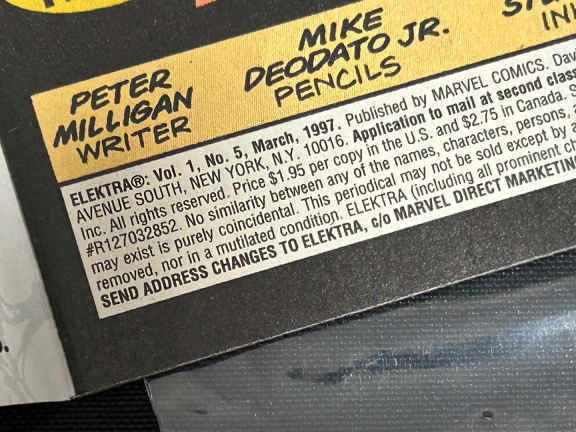 PETER
MILLIGAN
WRITER
MIKE
DEODATO JR.
PENCILS
ELEKTRA®: Vol. 1, No. 5, March, 1997. Published by MARVEL COMICS.
AVENUE SOUTH, NEW YORK, N.Y. 10016. Application to mail at second
Inc. All rights reserved. Price $1.95 per copy in the U.S. and $2.75 in Canada.
#R127032852. No similarity between any of the names, characters, persons,
may exist is purely coincidental. This periodical may not be sold except by
removed, nor in a mutilated condition. ELEKTRA (including all prominent
SEND ADDRESS CHANGES TO ELEKTRA, c/o MARVEL DIRECT